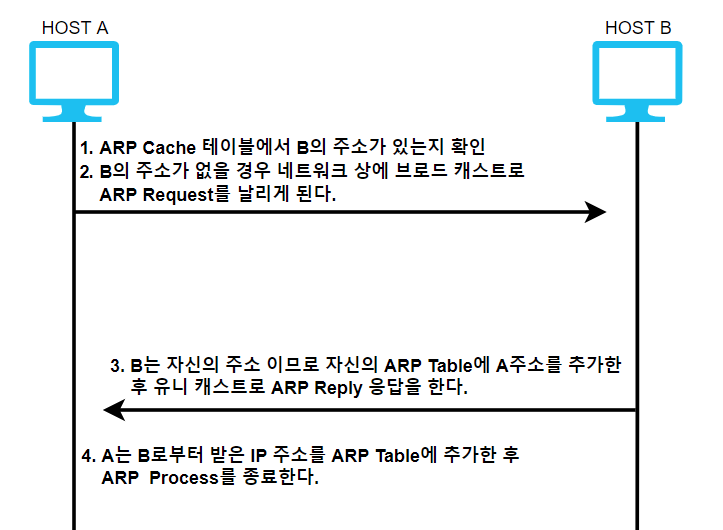 HOST A
HOST B
1. ARP Cache 테이블에서 B의 주소가 있는지 확인
2. B의 주소가 없을 경우 네트워크 상에 브로드 캐스트로
ARP Request를 날리게 된다.
3. B는 자신의 주소 이므로 자신의 ARP Table에 A주소를 추가한
후 유니 캐스트로 ARP Reply 응답을 한다.
4. A는 B로부터 받은 IP 주소를 ARP Table에 추가한 후
ARP  Process를 종료한다.